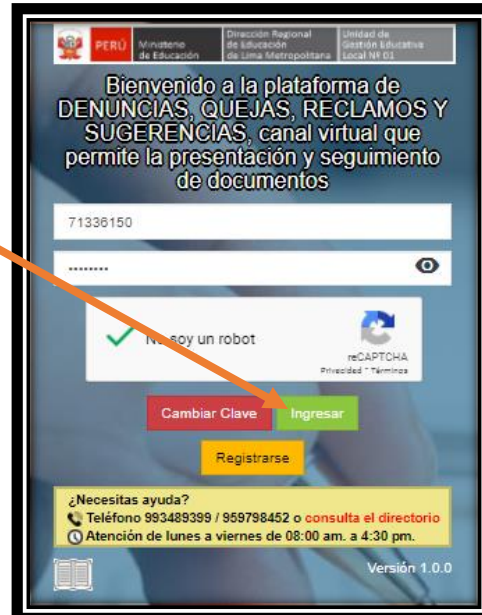 PERÚ
Ministerio
de Educación
Dirección Regional
de Educación
de Lima Metropolitana
Unidad de
Gestión Educativa
Local Nº 01
Bienvenido a la plataforma de
DENUNCIAS, QUEJAS, RECLAMOS Y
SUGERENCIAS, canal virtual que
permite la presentación y seguimiento
de documentos
71336150
········
No soy un robot
reCAPTCHA
Privacidad - Términos
Cambiar Clave
Ingresar
Registrarse
¿Necesitas ayuda?
Teléfono 993489399 / 959798452 o consulta el directorio
Atención de lunes a viernes de 08:00 am. a 4:30 pm.
Versión 1.0.0